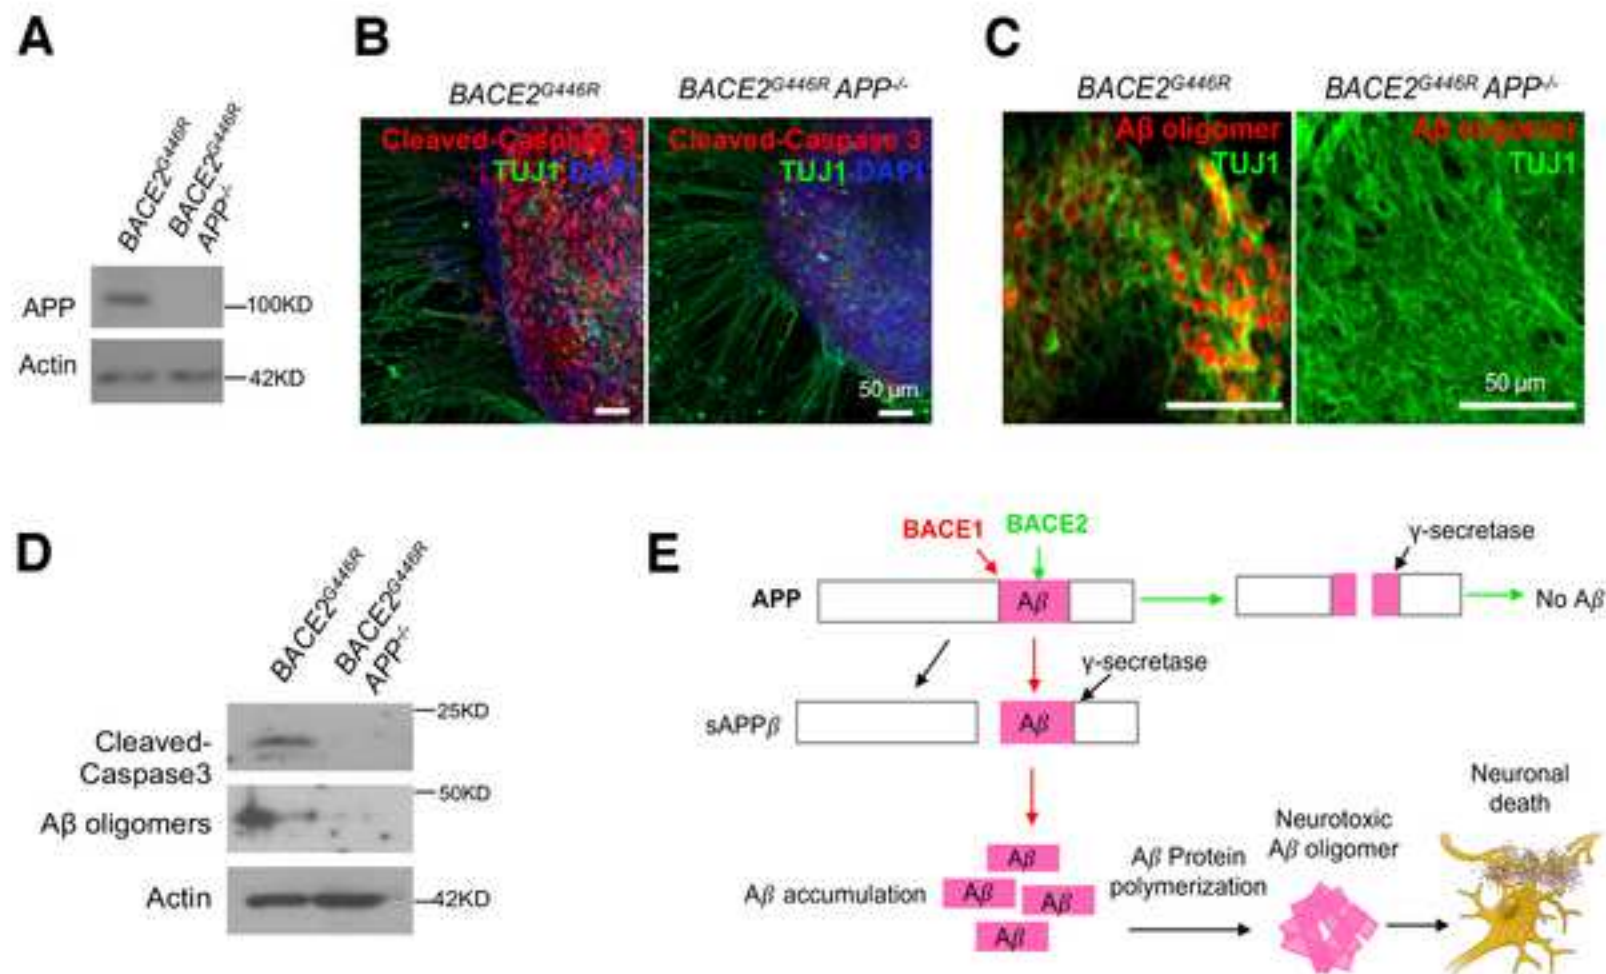 A
BACE2G446R
BACE2G446R
APP-/-
APP
100KD
Actin
42KD
B
BACE2G446R
BACE2G446R APP-/-
Cleaved-Caspase 3
TUJ1 DAPI
Cleaved-Caspase 3
TUJ1 DAPI
50 µm
C
BACE2G446R
BACE2G446R APP-/-
Aβ oligomer
TUJ1
Aβ oligomer
TUJ1
50 µm
D
BACE2G446R
BACE2G446R
APP-/-
25KD
Cleaved-
Caspase3
50KD
Aβ oligomers
Actin
42KD
E
BACE1
BACE2
γ-secretase
APP
Aβ
No Aβ
γ-secretase
sAPPβ
Aβ
Aβ accumulation
Aβ
Aβ
Aβ
Aβ
Aβ Protein
polymerization
Neurotoxic
Aβ oligomer
Neuronal
death